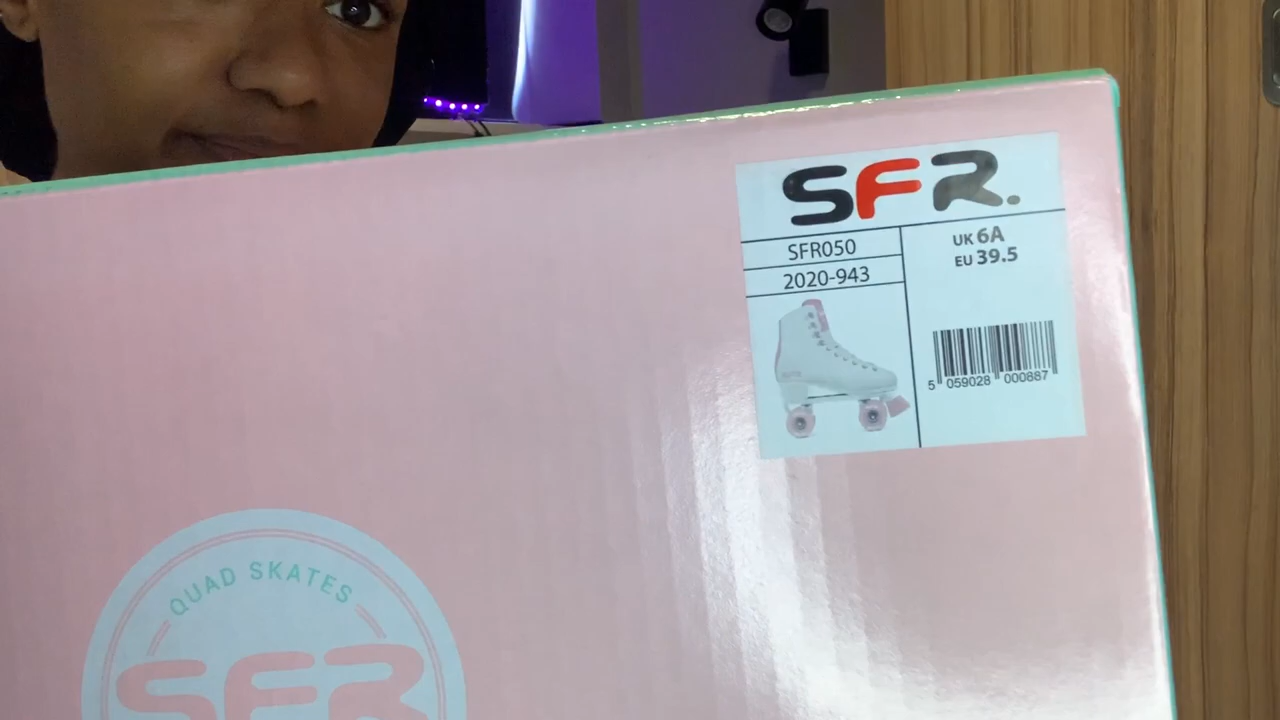 SFR.
SFR050
2020-943
UK 6A
EU 39.5
5 059028 000887
QUAD SKATES
SFR